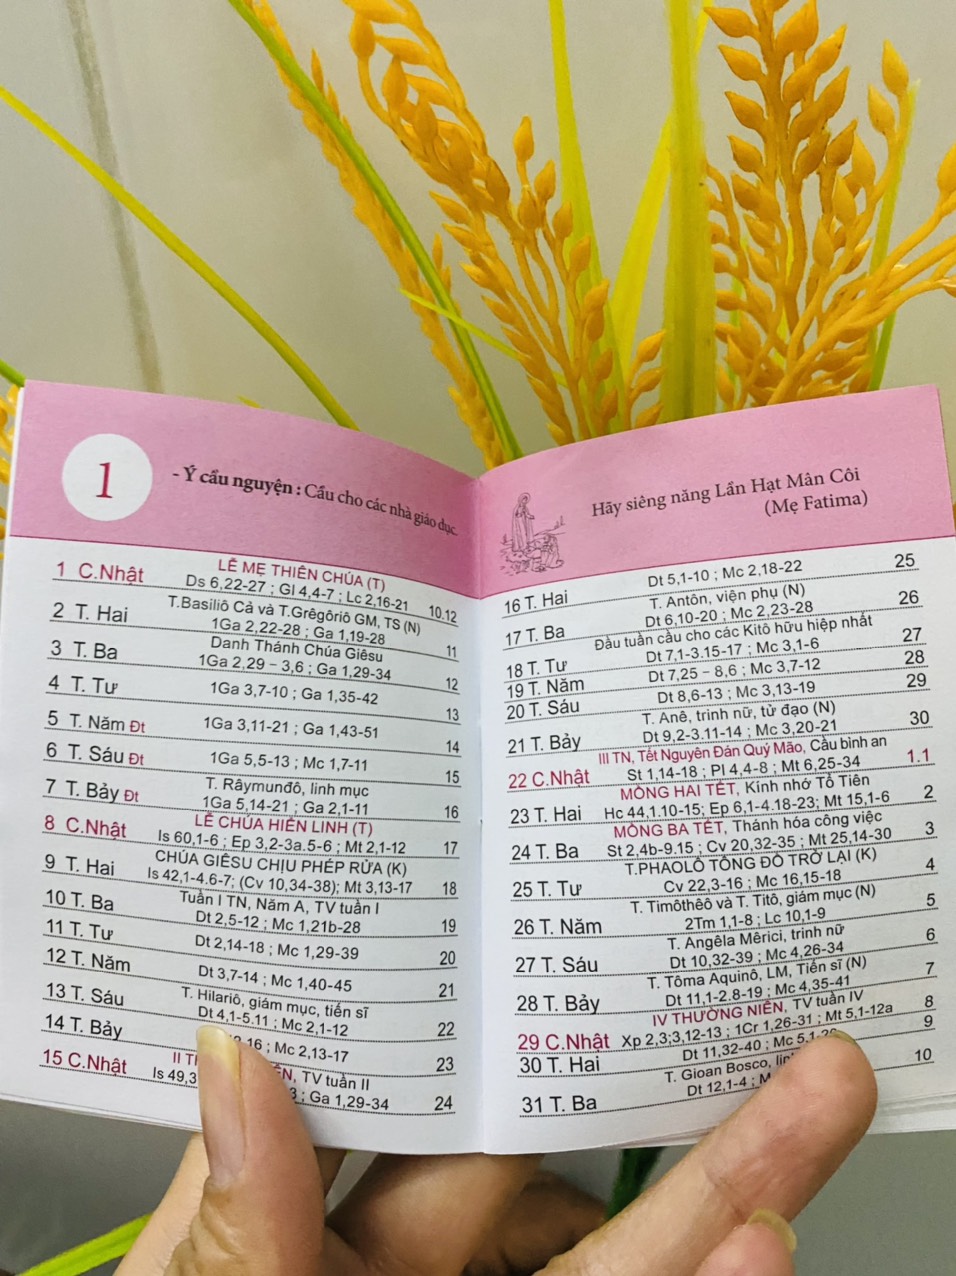 1
- Ý cầu nguyện : Cầu cho các nhà giáo dục.
1 C.Nhật LỄ MẸ THIÊN CHÚA (T)
Ds 6,22-27 ; Gl 4,4-7 ; Lc 2,16-21 10.12
2 T. Hai T.Basiliô Cả và T.Grêgôriô GM, TS (N)
1Ga 2,22-28 ; Ga 1,19-28 11
3 T. Ba Danh Thánh Chúa Giêsu
1Ga 2,29 – 3,6 ; Ga 1,29-34 12
4 T. Tư 1Ga 3,7-10 ; Ga 1,35-42 13
5 T. Năm Đt 1Ga 3,11-21 ; Ga 1,43-51 14
6 T. Sáu Đt 1Ga 5,5-13 ; Mc 1,7-11 15
7 T. Bảy Đt T. Râymunđô, linh mục
1Ga 5,14-21 ; Ga 2,1-11 16
8 C.Nhật LỄ CHÚA HIỂN LINH (T)
Is 60,1-6 ; Ep 3,2-3a.5-6 ; Mt 2,1-12 17
9 T. Hai CHÚA GIÊSU CHỊU PHÉP RỬA (K)
Is 42,1-4.6-7; (Cv 10,34-38); Mt 3,13-17 18
10 T. Ba Tuần I TN, Năm A, TV tuần I
Dt 2,5-12 ; Mc 1,21b-28 19
11 T. Tư Dt 2,14-18 ; Mc 1,29-39 20
12 T. Năm Dt 3,7-14 ; Mc 1,40-45 21
13 T. Sáu T. Hilariô, giám mục, tiến sĩ
Dt 4,1-5.11 ; Mc 2,1-12 22
14 T. Bảy 16 ; Mc 2,13-17 23
15 C.Nhật II TV tuần II
Is 49,3 ; Ga 1,29-34 24
Hãy siêng năng Lần Hạt Mân Côi
(Mẹ Fatima)
16 T. Hai Dt 5,1-10 ; Mc 2,18-22 25
17 T. Ba T. Antôn, viện phụ (N)
Dt 6,10-20 ; Mc 2,23-28 26
18 T. Tư Đầu tuần cầu cho các Kitô hữu hiệp nhất
Dt 7,1-3.15-17 ; Mc 3,1-6 27
19 T. Năm Dt 7,25 – 8,6 ; Mc 3,7-12 28
20 T. Sáu Dt 8,6-13 ; Mc 3,13-19 29
21 T. Bảy T. Anê, trinh nữ, tử đạo (N)
Dt 9,2-3.11-14 ; Mc 3,20-21 30
22 C.Nhật III TN, Tết Nguyên Đán Quý Mão, Cầu bình an
St 1,14-18 ; Pl 4,4-8 ; Mt 6,25-34 1.1
23 T. Hai MỒNG HAI TẾT, Kính nhớ Tổ Tiên
Hc 44,1.10-15; Ep 6,1-4.18-23; Mt 15,1-6 2
24 T. Ba MỒNG BA TẾT, Thánh hóa công việc
St 2,4b-9.15 ; Cv 20,32-35 ; Mt 25,14-30 3
25 T. Tư T.PHAOLÔ TÔNG ĐỒ TRỞ LẠI (K)
Cv 22,3-16 ; Mc 16,15-18 4
26 T. Năm T. Timôthêô và T. Titô, giám mục (N)
2Tm 1,1-8 ; Lc 10,1-9 5
27 T. Sáu T. Angêla Mêrici, trinh nữ
Dt 10,32-39 ; Mc 4,26-34 6
28 T. Bảy T. Tôma Aquinô, LM, Tiến sĩ (N)
Dt 11,1-2.8-19 ; Mc 4,35-41 7
29 C.Nhật IV THƯỜNG NIÊN, TV tuần IV
Xp 2,3;3,12-13 ; 1Cr 1,26-31 ; Mt 5,1-12a 8
30 T. Hai Dt 11,32-40 ; Mc 5,1- 9
31 T. Ba T. Gioan Bosco,
Dt 12,1-4 ; 10